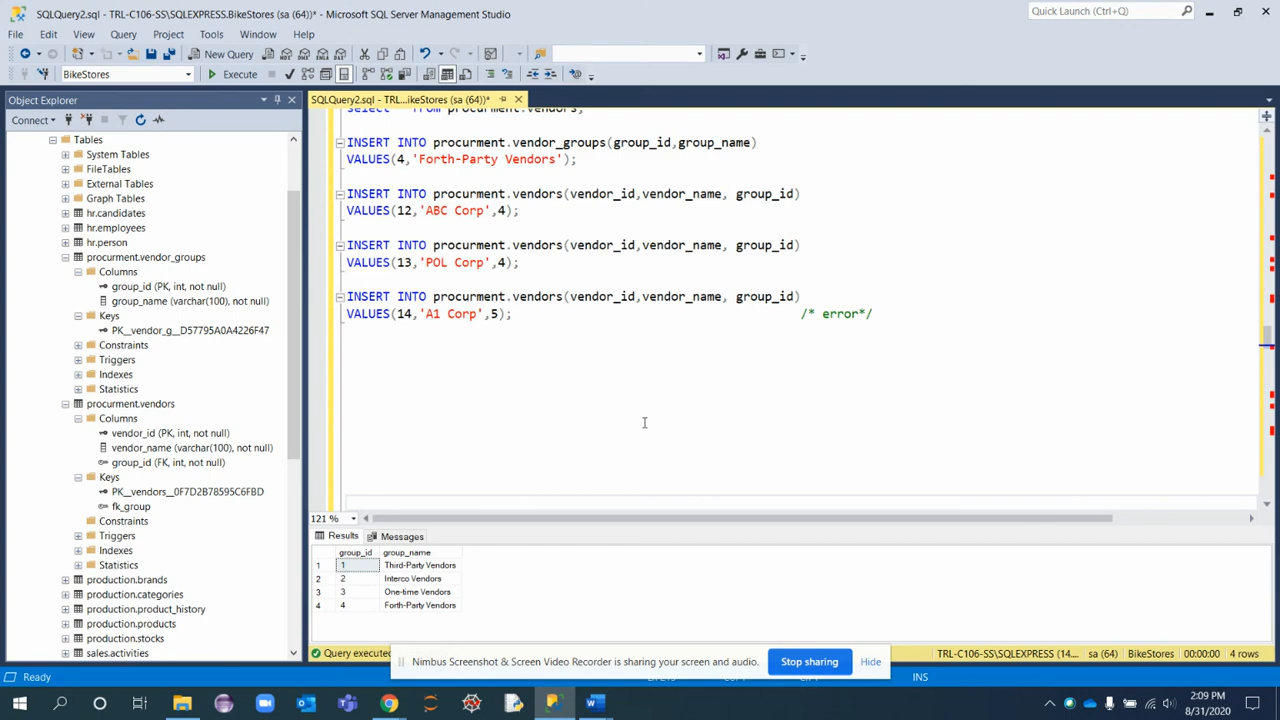 SQLQuery2.sql - TRL-C106-SS\SQLEXPRESS.BikeStores (sa (64))* - Microsoft SQL Server Management Studio
Quick Launch (Ctrl+Q)
File Edit View Query Project Tools Window Help
New Query
BikeStores
Execute
Object Explorer
SQLQuery2.sql - TRL...ikeStores (sa (64))*
Connect
Tables
System Tables
FileTables
External Tables
Graph Tables
hr.candidates
hr.employees
hr.person
procurment.vendor_groups
Columns
group_id (PK, int, not null)
group_name (varchar(100), not null)
Keys
PK__vendor_g__D57795A0A4226F47
Constraints
Triggers
Indexes
Statistics
procurment.vendors
Columns
vendor_id (PK, int, not null)
vendor_name (varchar(100), not null)
group_id (FK, int, not null)
Keys
PK__vendors__0F7D2B78595C6FBD
fk_group
Constraints
Triggers
Indexes
Statistics
production.brands
production.categories
production.product_history
production.products
production.stocks
sales.activities
select * from procurment.vendors;
INSERT INTO procurment.vendor_groups(group_id,group_name)
VALUES(4,'Forth-Party Vendors');
INSERT INTO procurment.vendors(vendor_id,vendor_name, group_id)
VALUES(12,'ABC Corp',4);
INSERT INTO procurment.vendors(vendor_id,vendor_name, group_id)
VALUES(13,'POL Corp',4);
INSERT INTO procurment.vendors(vendor_id,vendor_name, group_id)
VALUES(14,'A1 Corp',5); /* error*/
121 %
Results Messages
group_id group_name
1 1 Third-Party Vendors
2 2 Interco Vendors
3 3 One-time Vendors
4 4 Forth-Party Vendors
Query executed
TRL-C106-SS\SQLEXPRESS (14.... sa (64) BikeStores 00:00:00 4 rows
Nimbus Screenshot & Screen Video Recorder is sharing your screen and audio. Stop sharing Hide
Ready
INS
2:09 PM
8/31/2020